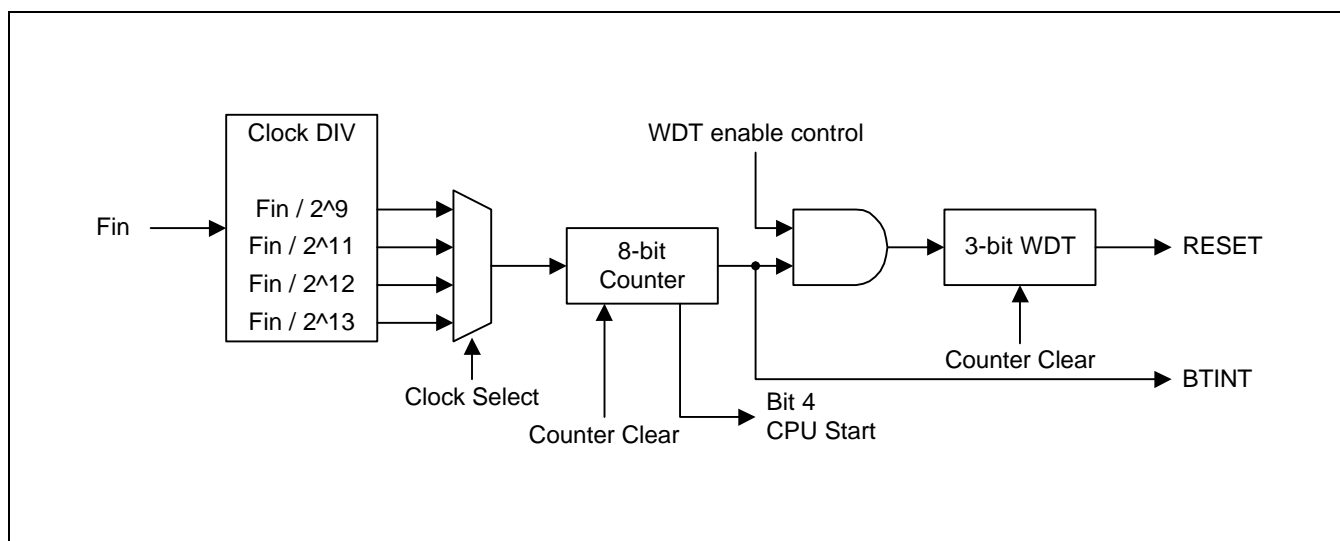 Clock DIV
WDT enable control
Fin
Fin / 2^9
Fin / 2^11
Fin / 2^12
Fin / 2^13
8-bit
Counter
3-bit WDT
RESET
Clock Select
Counter Clear
Bit 4
CPU Start
Counter Clear
BTINT